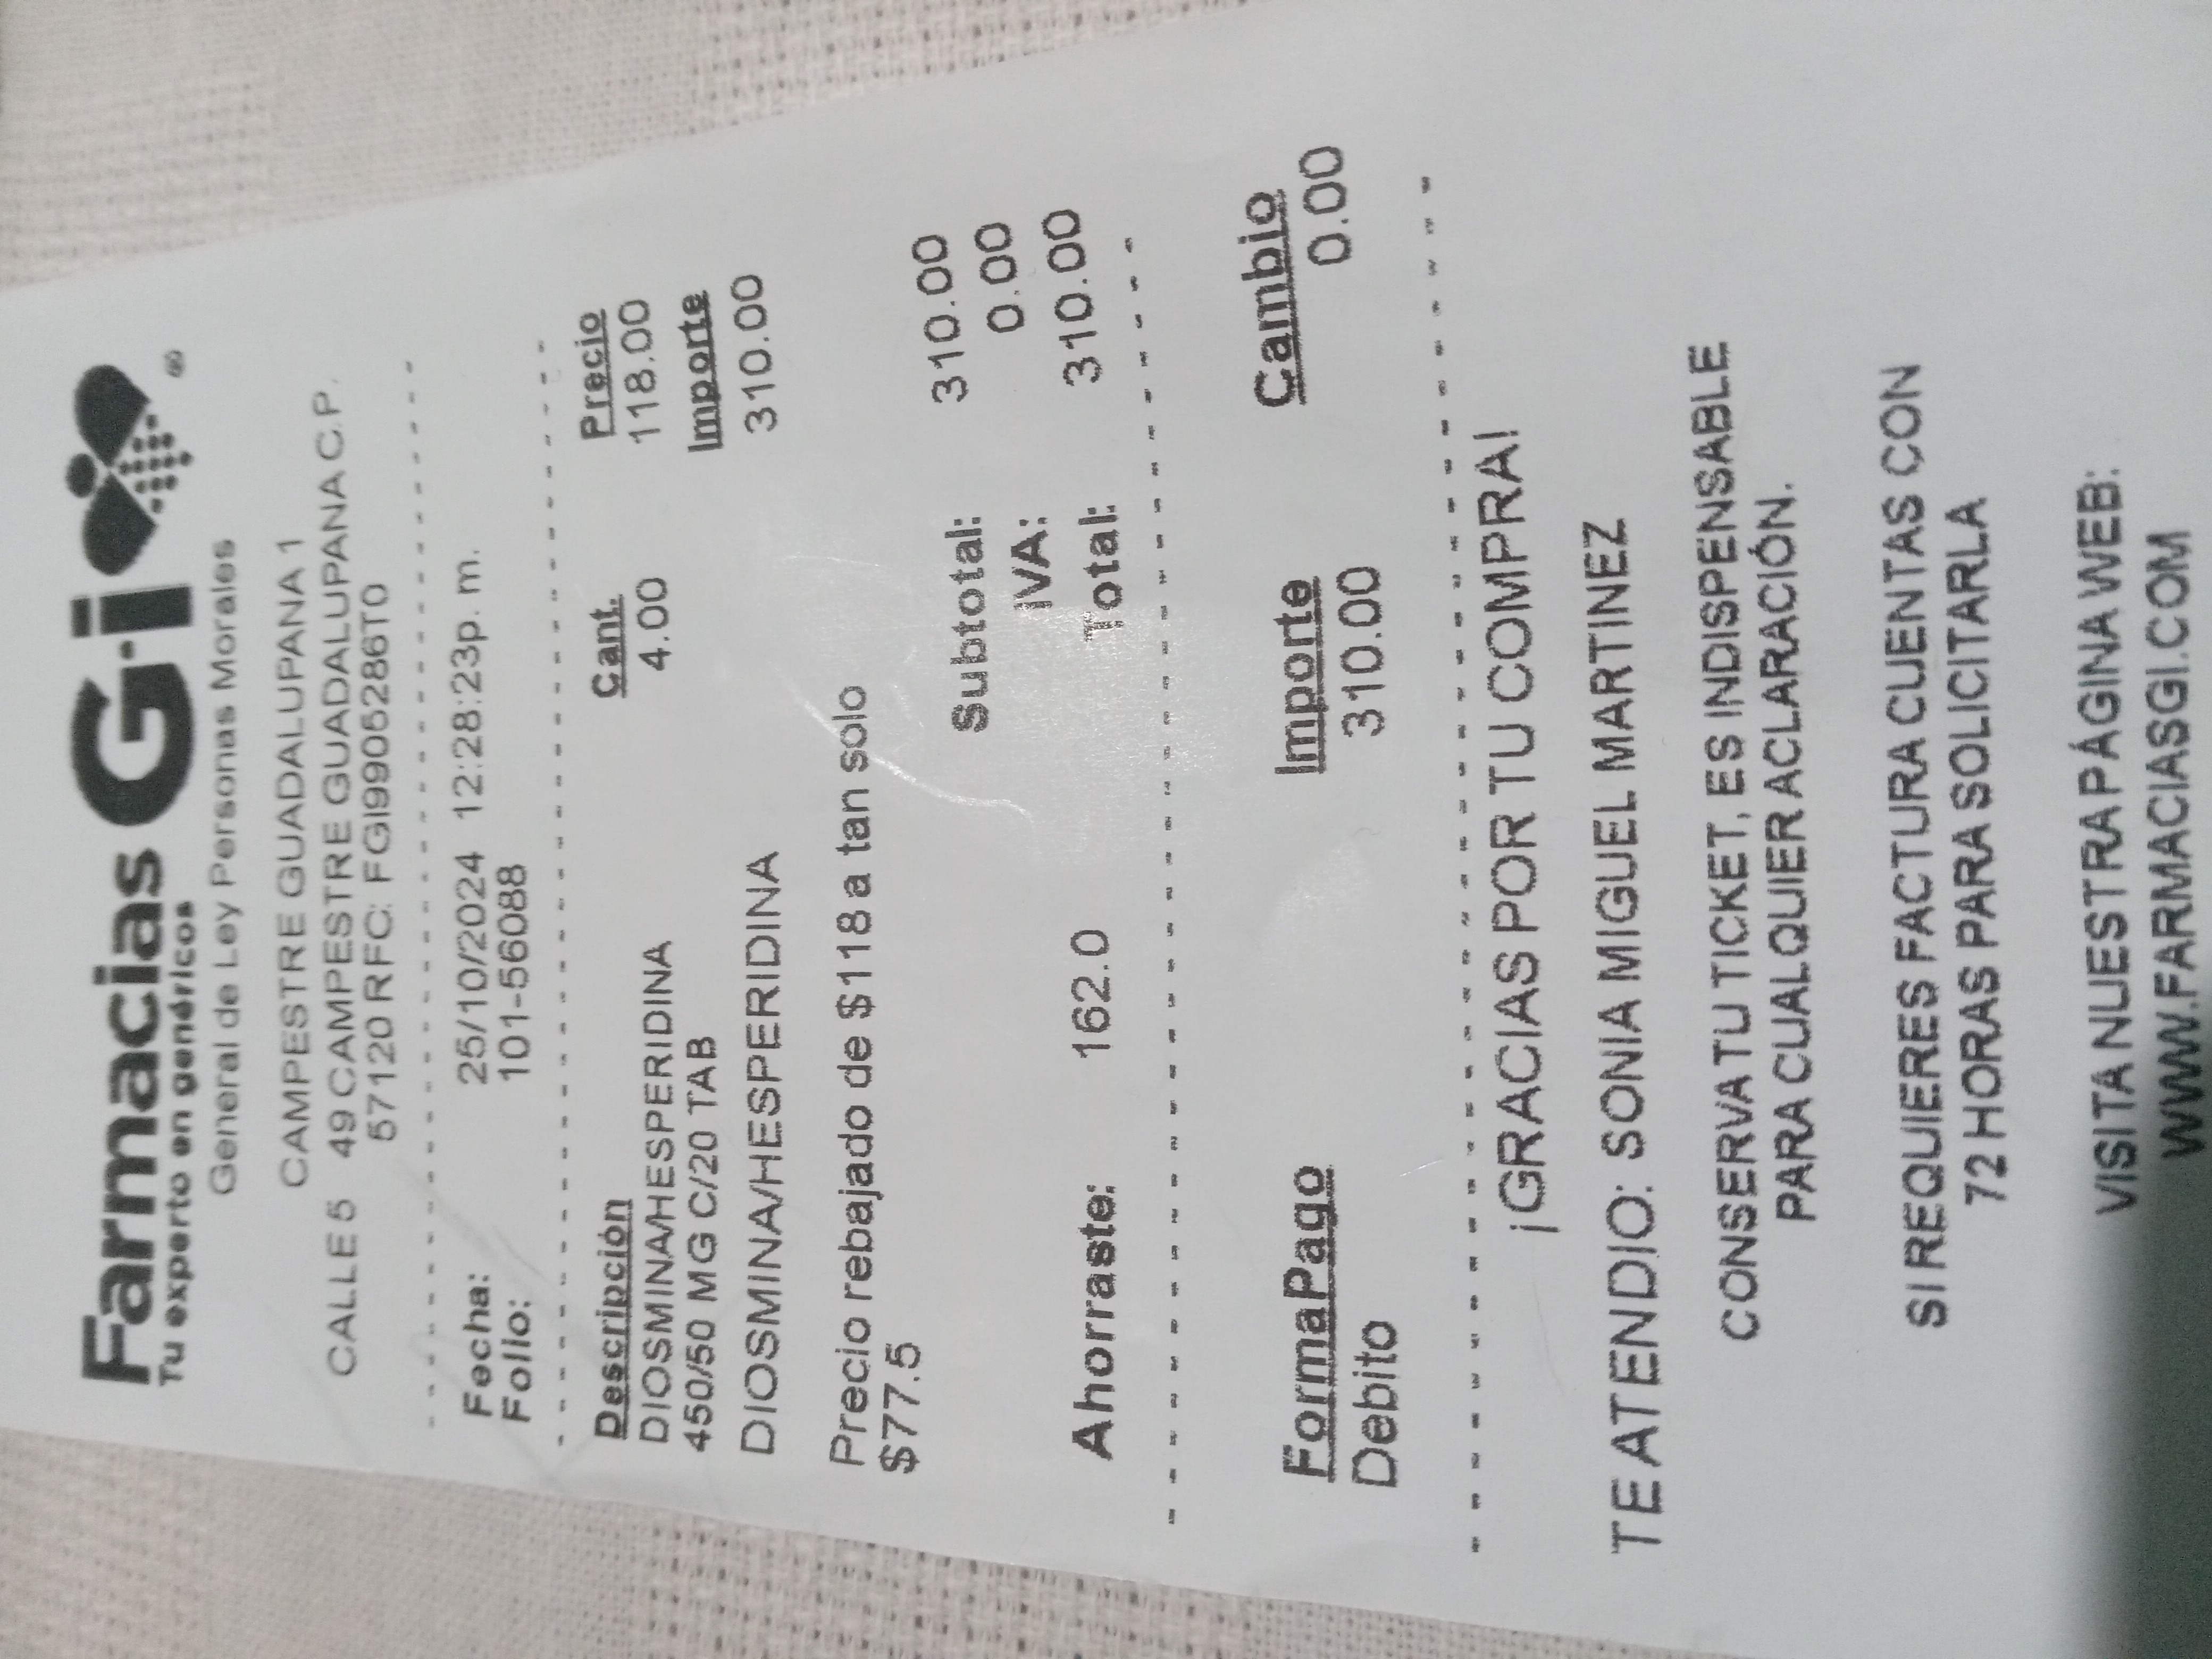 Farmacias Gi
Tu experto en genéricos ®
General de Ley Personas Morales
CAMPESTRE GUADALUPANA 1
CALLE 5 49 CAMPESTRE GUADALUPANA C.P.
57120 RFC: FGI9905286T0
Fecha: 25/10/2024 12:28:23p. m.
Folio: 101-56088
Descripción Cant. Precio
DIOSMINA/HESPERIDINA 4.00 118.00
450/50 MG C/20 TAB Importe
DIOSMINA/HESPERIDINA 310.00
Precio rebajado de $118 a tan solo
$77.5
Subtotal: 310.00
IVA: 0.00
Ahorraste: 162.0 Total: 310.00
FormaPago Importe Cambio
Debito 310.00 0.00
¡GRACIAS POR TU COMPRA!
TE ATENDIO: SONIA MIGUEL MARTINEZ
CONSERVA TU TICKET, ES INDISPENSABLE
PARA CUALQUIER ACLARACIÓN.
SI REQUIERES FACTURA CUENTAS CON
72 HORAS PARA SOLICITARLA
VISITA NUESTRA PÁGINA WEB:
WWW.FARMACIASGI.COM